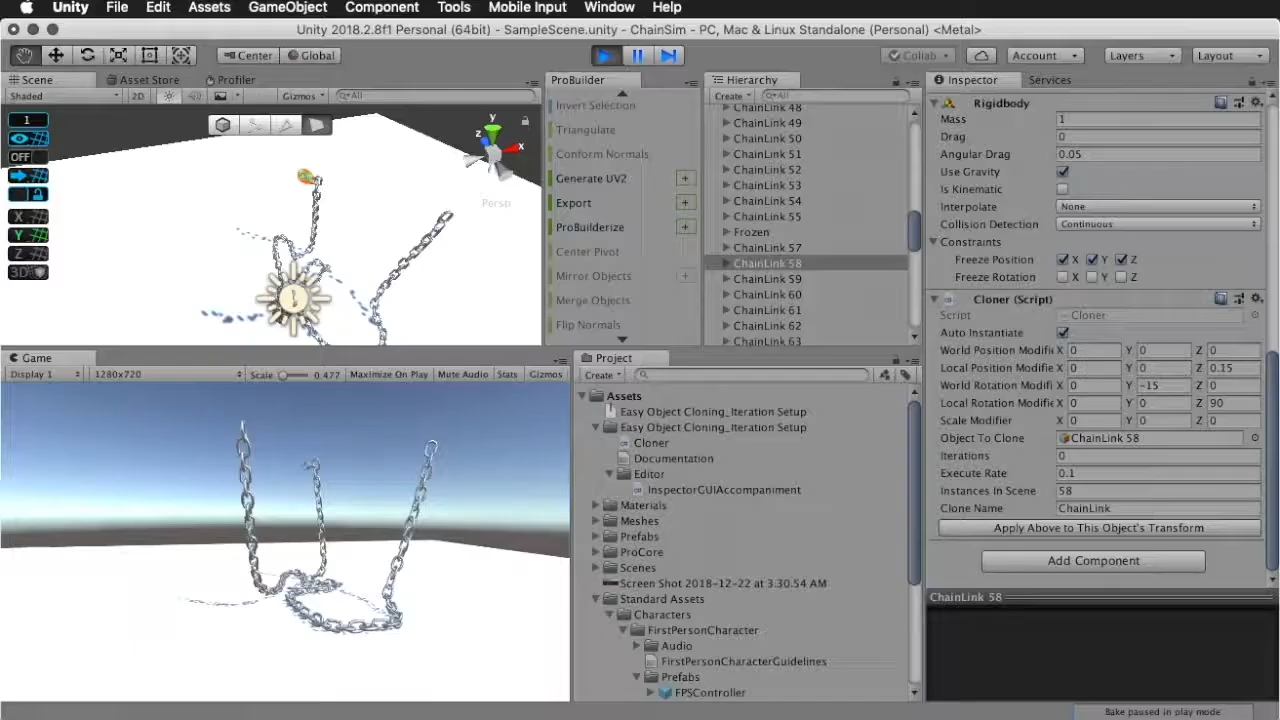 Unity File Edit Assets GameObject Component Tools Mobile Input Window Help
Unity 2018.2.8f1 Personal (64bit) - SampleScene.unity - ChainSim - PC, Mac & Linux Standalone (Personal) <Metal>
Center Global Collab Account Layers Layout
Scene Asset Store Profiler
Shaded 2D Gizmos All
1
OFF
X
Y
Z
3D
y
z
x
Persp
ProBuilder
Invert Selection
Triangulate
Conform Normals
Generate UV2 +
Export +
ProBuilderize +
Center Pivot
Mirror Objects +
Merge Objects
Flip Normals
Hierarchy
Create All
ChainLink 48
ChainLink 49
ChainLink 50
ChainLink 51
ChainLink 52
ChainLink 53
ChainLink 54
ChainLink 55
Frozen
ChainLink 57
ChainLink 58
ChainLink 59
ChainLink 60
ChainLink 61
ChainLink 62
ChainLink 63
Game
Display 1 1280x720 Scale 0.477 Maximize On Play Mute Audio Stats Gizmos
Project
Create
Assets
Easy Object Cloning_Iteration Setup
Easy Object Cloning_Iteration Setup
Cloner
Documentation
Editor
InspectorGUIAccompaniment
Materials
Meshes
Prefabs
ProCore
Scenes
Screen Shot 2018-12-22 at 3.30.54 AM
Standard Assets
Characters
FirstPersonCharacter
Audio
FirstPersonCharacterGuidelines
Prefabs
FPSController
Inspector Services
Rigidbody
Mass 1
Drag 0
Angular Drag 0.05
Use Gravity
Is Kinematic
Interpolate None
Collision Detection Continuous
Constraints
Freeze Position X Y Z
Freeze Rotation X Y Z
Cloner (Script)
Script Cloner
Auto Instantiate
World Position Modifi X 0 Y 0 Z 0
Local Position Modifie X 0 Y 0 Z 0.15
World Rotation Modifi X 0 Y -15 Z 0
Local Rotation Modifie X 0 Y 0 Z 90
Scale Modifier X 0 Y 0 Z 0
Object To Clone ChainLink 58
Iterations 0
Execute Rate 0.1
Instances In Scene 58
Clone Name ChainLink
Apply Above to This Object's Transform
Add Component
ChainLink 58
Bake paused in play mode